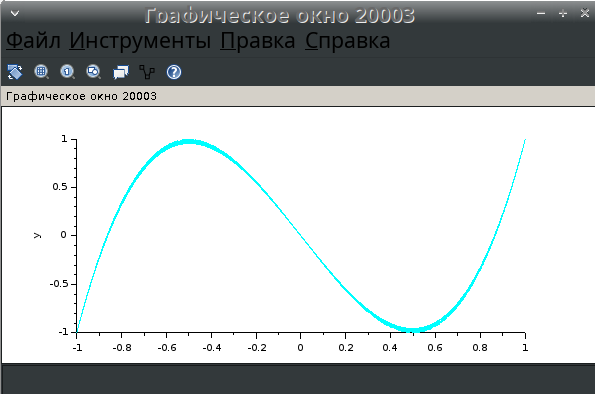 Графическое окно 20003
Файл Инструменты Правка Справка
Графическое окно 20003
1
0.5
0
-0.5
-1
y
-1 -0.8 -0.6 -0.4 -0.2 0 0.2 0.4 0.6 0.8 1